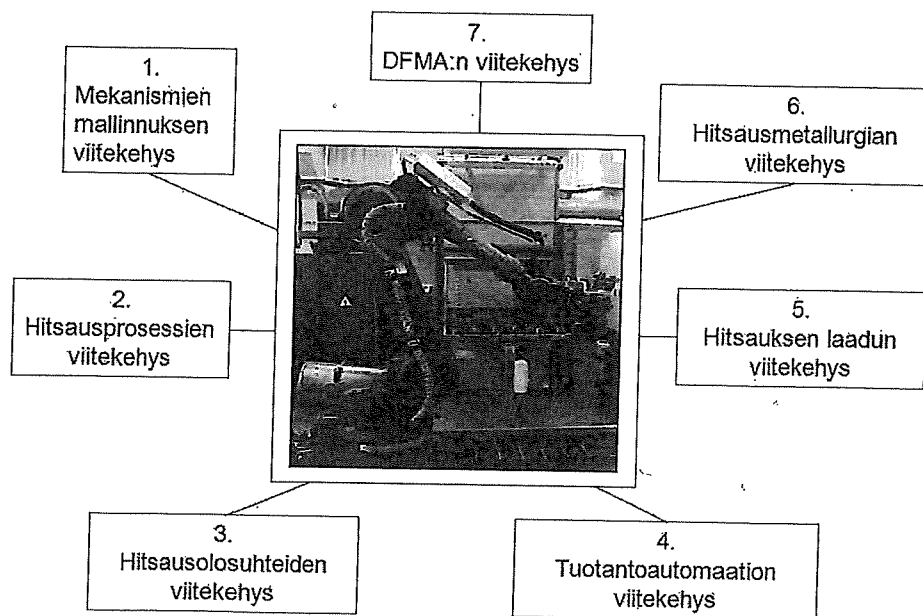 1.
Mekanismien
mallinnuksen
viitekehys
2.
Hitsausprosessien
viitekehys
3.
Hitsausolosuhteiden
viitekehys
4.
Tuotantoautomaation
viitekehys
5.
Hitsauksen laadun
viitekehys
6.
Hitsausmetallurgian
viitekehys
7.
DFMA:n viitekehys